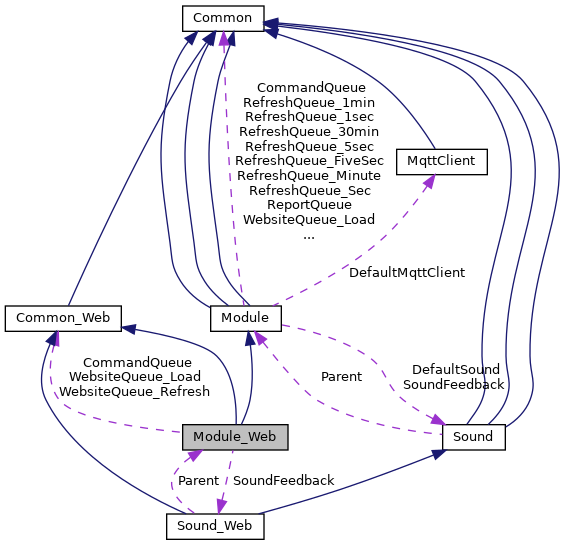 Common
CommandQueue
RefreshQueue_1min
RefreshQueue_1sec
RefreshQueue_30min
RefreshQueue_5sec
RefreshQueue_FiveSec
RefreshQueue_Minute
RefreshQueue_Sec
ReportQueue
WebsiteQueue_Load
...
MqttClient
DefaultMqttClient
Common_Web
Module
CommandQueue
WebsiteQueue_Load
WebsiteQueue_Refresh
Parent
DefaultSound
SoundFeedback
Module_Web
Sound
Parent
SoundFeedback
Sound_Web